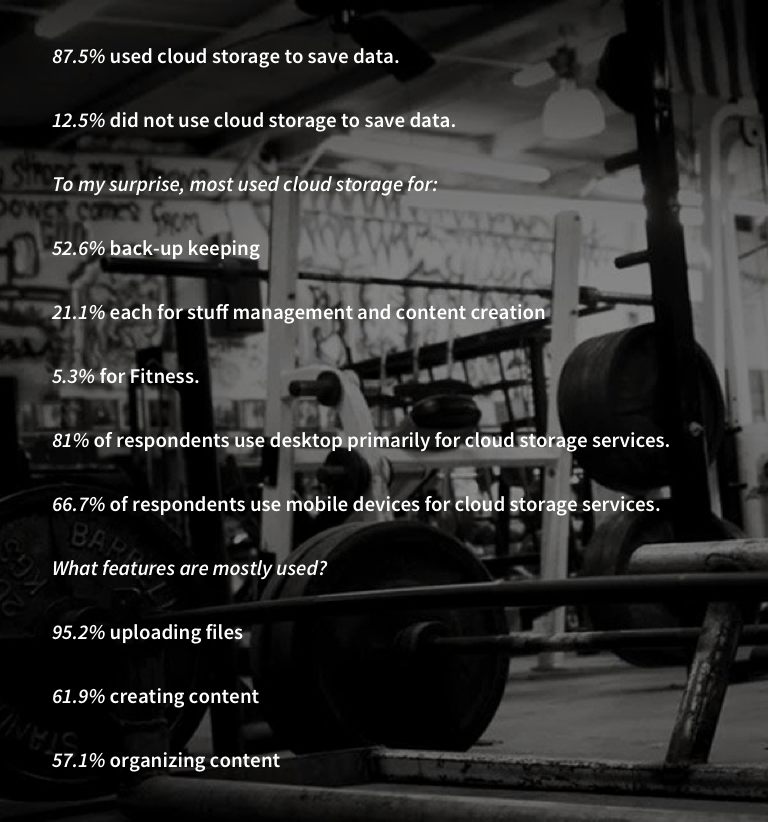 87.5% used cloud storage to save data.
12.5% did not use cloud storage to save data.
To my surprise, most used cloud storage for:
52.6% back-up keeping
21.1% each for stuff management and content creation
5.3% for Fitness.
81% of respondents use desktop primarily for cloud storage services.
66.7% of respondents use mobile devices for cloud storage services.
What features are mostly used?
95.2% uploading files
61.9% creating content
57.1% organizing content